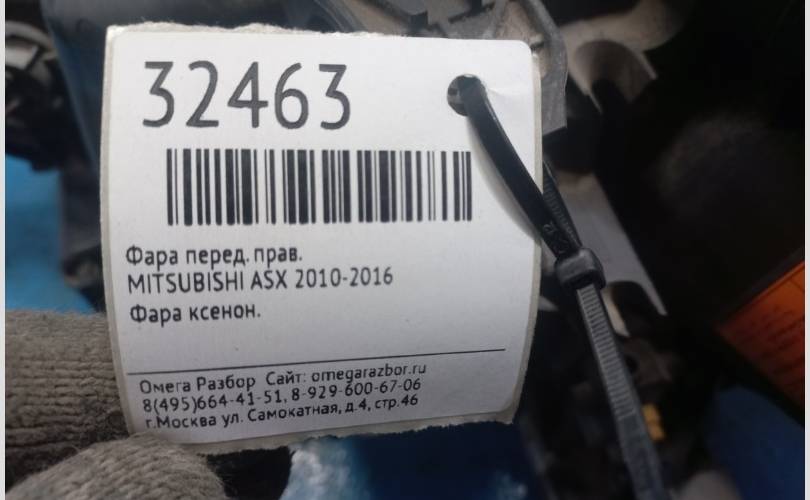 32463
Фара перед. прав.
MITSUBISHI ASX 2010-2016
Фара ксенон.
Омега Разбор Сайт: omegarazbor.ru
8(495)664-41-51, 8-929-600-67-06
г.Москва ул. Самокатная, д.4, стр.46